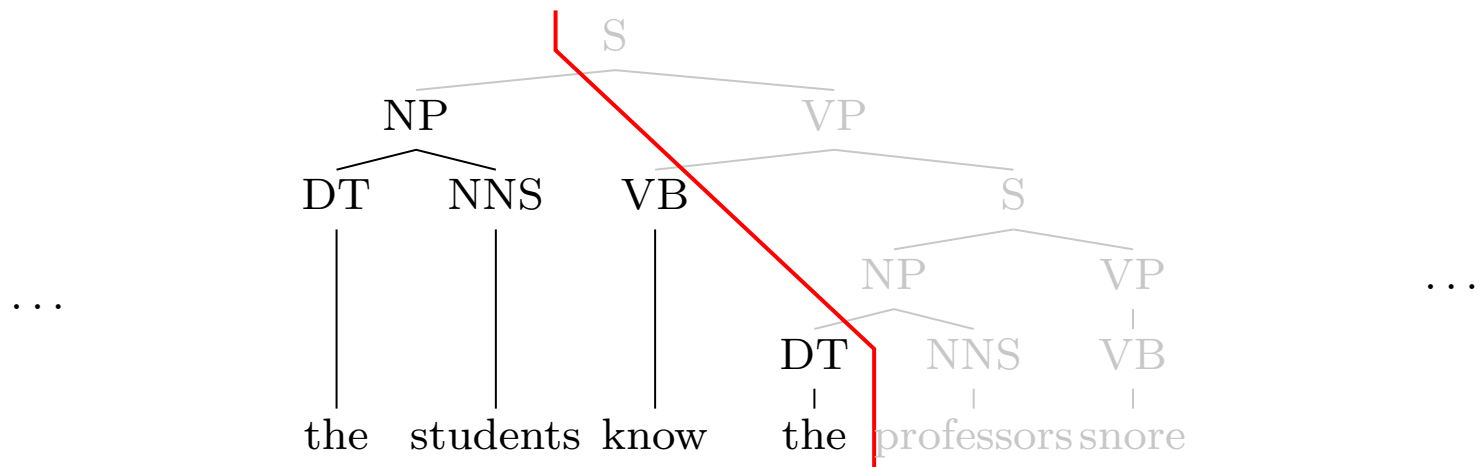 S
NP VP
DT NNS VB S
NP VP
... ...
DT NNS VB
the students know the professors snore